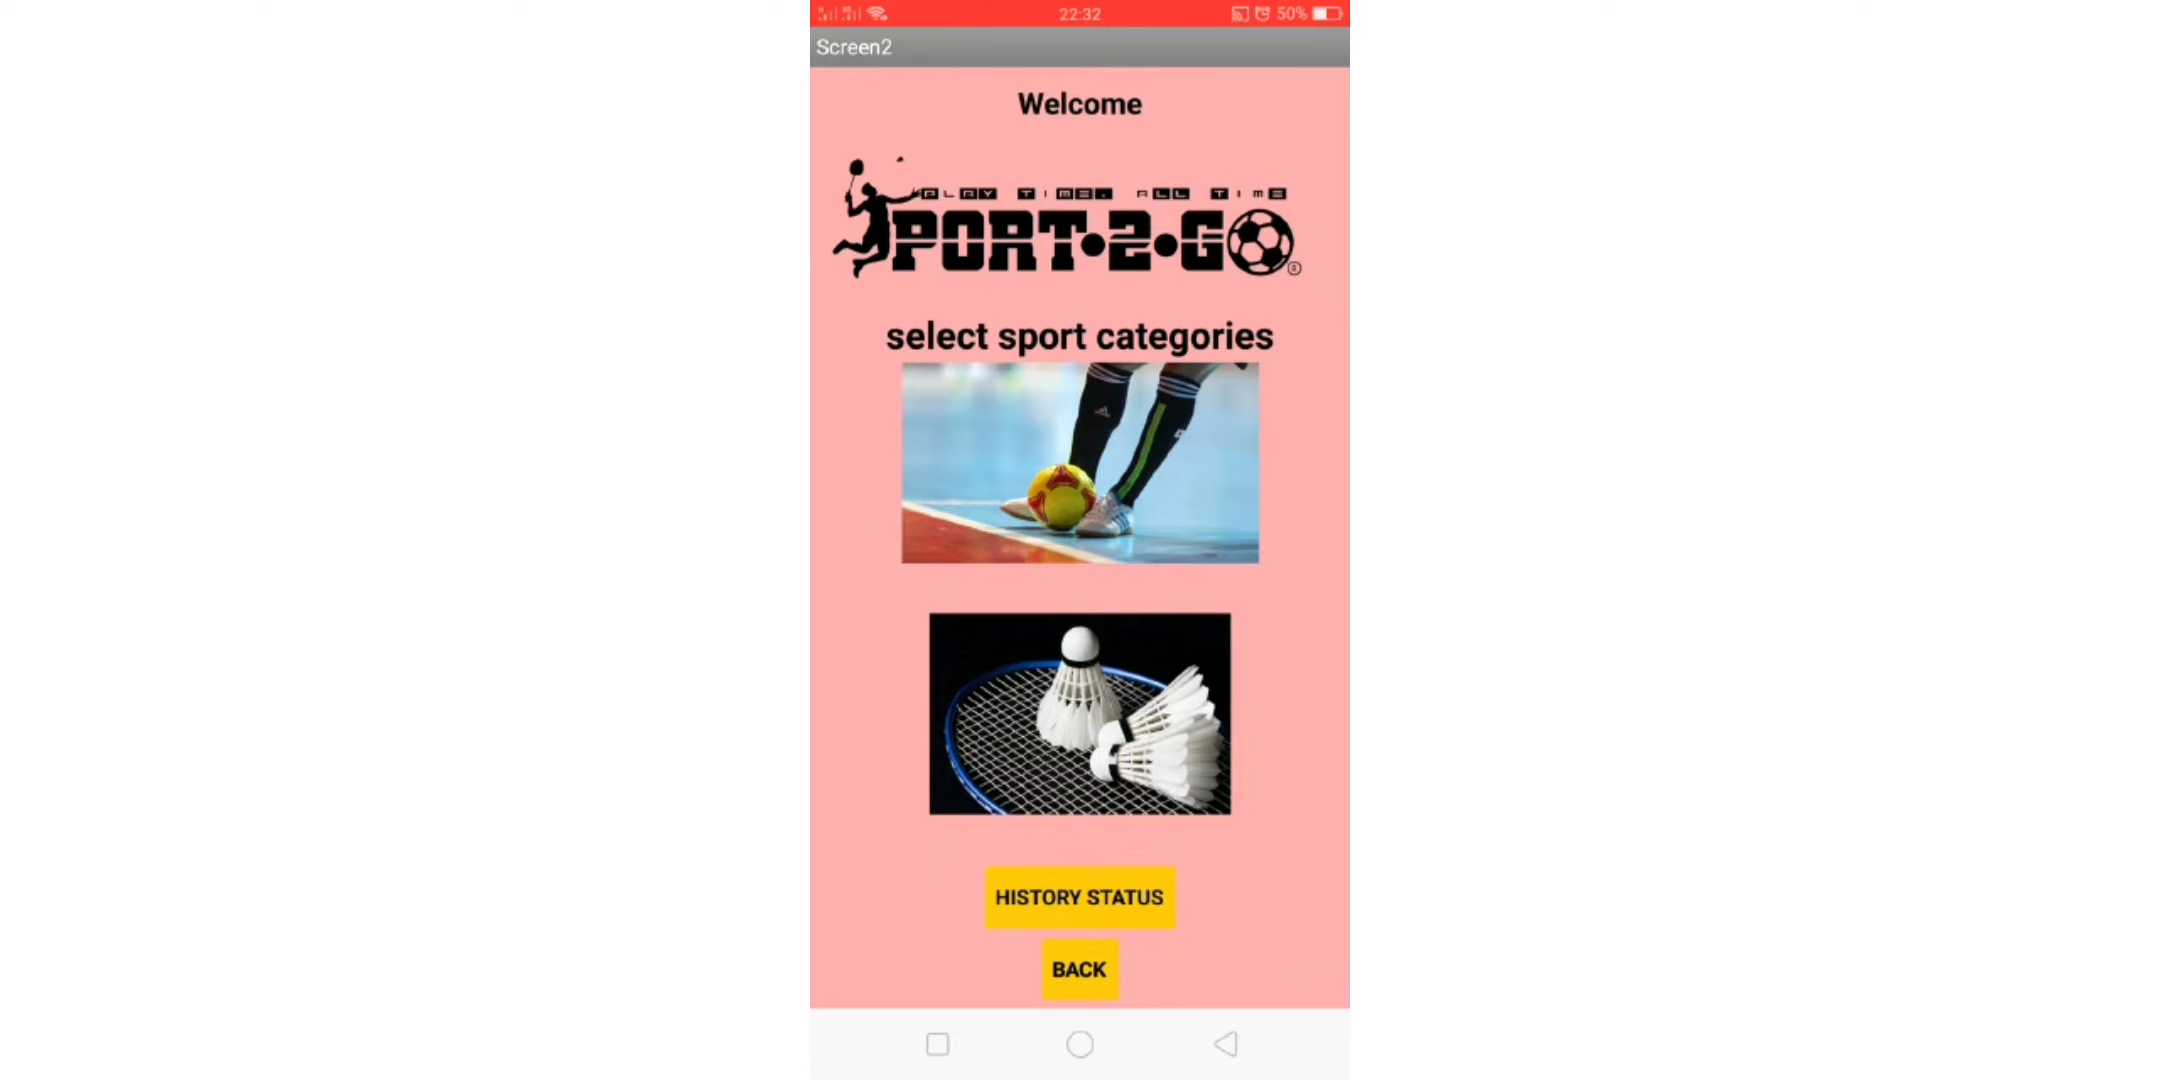 22:32
50%
Screen2
Welcome
PLAY TIME. ALL TIME
PORT•2•GO
®
select sport categories
HISTORY STATUS
BACK